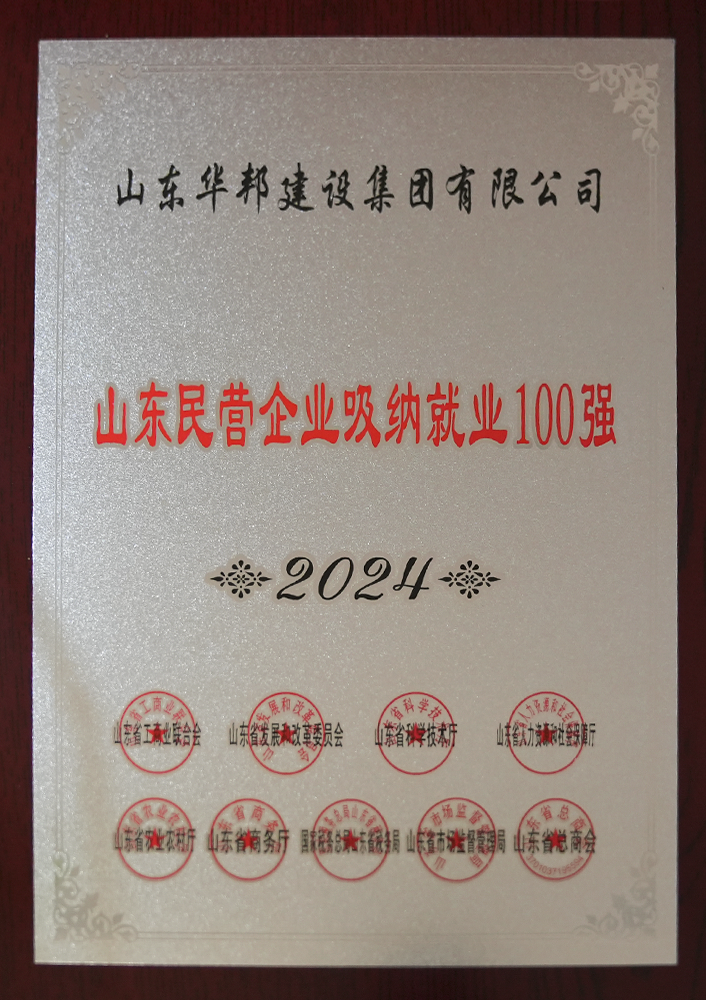 山东华邦建设集团有限公司
山东民营企业吸纳就业100强
2024
山东省工商业联合会 山东省发展和改革委员会 山东省科学技术厅 山东省人力资源和社会保障厅
山东省农业农村厅 山东省商务厅 国家税务总局山东省税务局 山东省市场监督管理局 山东省总商会